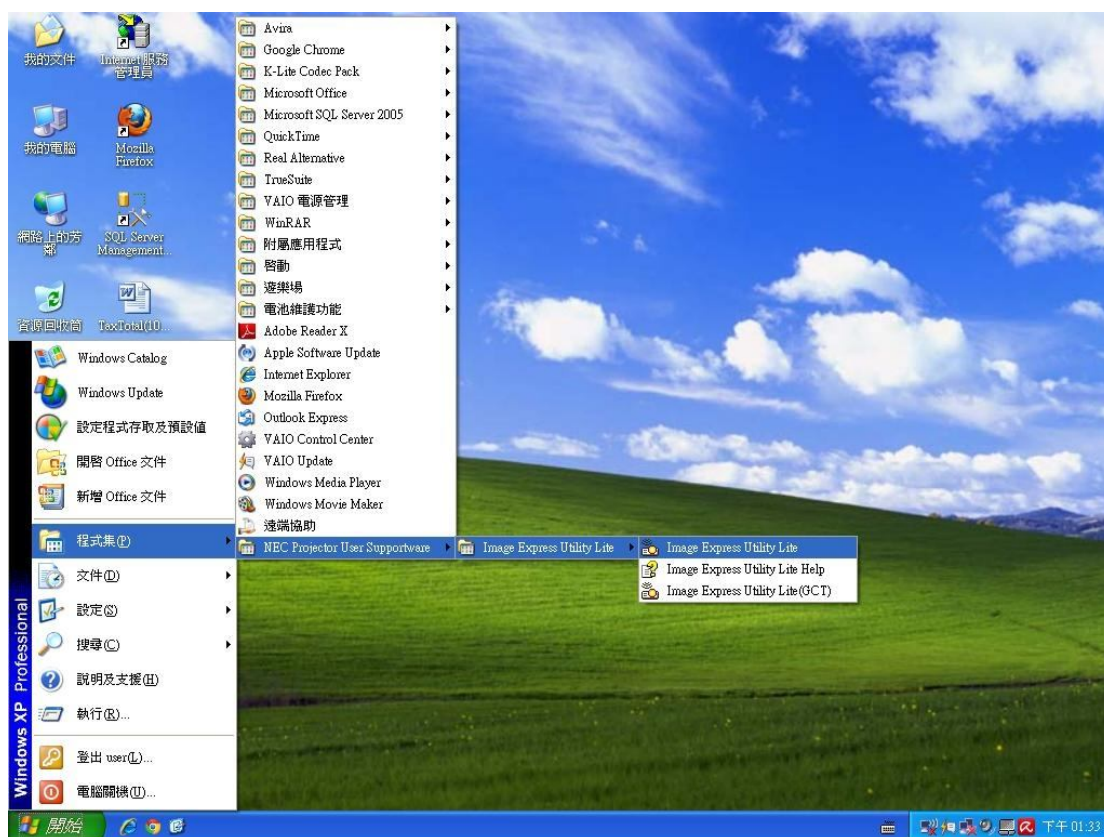 我的文件
Internet 服務
管理員
我的電腦
Mozilla
Firefox
網路上的芳
鄰
SQL Server
Management...
資源回收筒
TaxTotal(10...
Avira
Google Chrome
K-Lite Codec Pack
Microsoft Office
Microsoft SQL Server 2005
QuickTime
Real Alternative
TrueSuite
VAIO 電源管理
WinRAR
附屬應用程式
啟動
遊樂場
電池維護功能
Adobe Reader X
Apple Software Update
Internet Explorer
Mozilla Firefox
Outlook Express
VAIO Control Center
VAIO Update
Windows Media Player
Windows Movie Maker
遠端協助
NEC Projector User Supportware
Image Express Utility Lite
Image Express Utility Lite
Image Express Utility Lite Help
Image Express Utility Lite(GCT)
Windows Catalog
Windows Update
設定程式存取及預設值
開啟 Office 文件
新增 Office 文件
程式集(P)
文件(D)
設定(S)
搜尋(C)
說明及支援(H)
執行(R)...
登出 user(L)...
電腦關機(U)...
Windows XP Professional
開始
下午 01:33